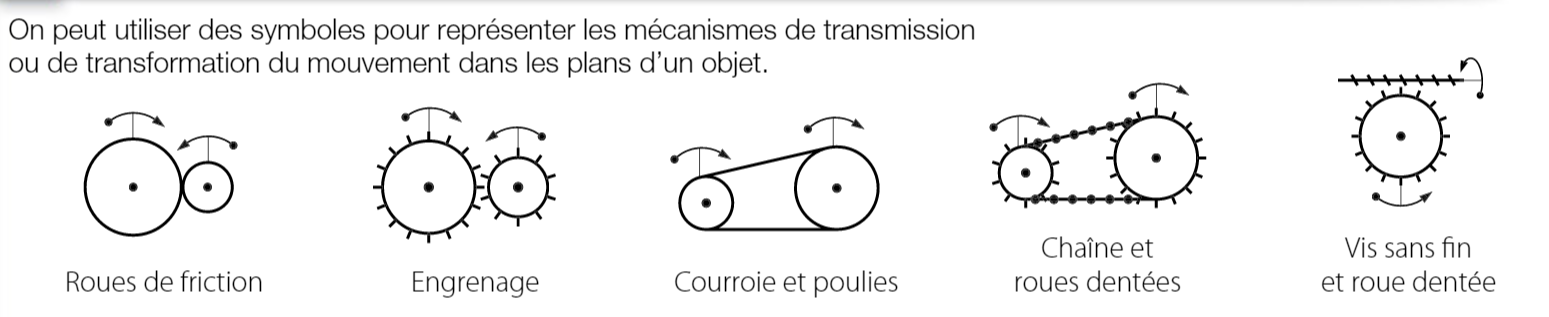 On peut utiliser des symboles pour représenter les mécanismes de transmission
ou de transformation du mouvement dans les plans d’un objet.
Roues de friction
Engrenage
Courroie et poulies
Chaîne et
roues dentées
Vis sans fin
et roue dentée